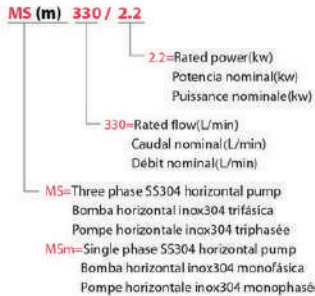 MS (m) 330 / 2.2
2.2=Rated power(kw)
Potencia nominal(kw)
Puissance nominale(kw)
330=Rated flow(L/min)
Caudal nominal(L/min)
Débit nominal(L/min)
MS=Three phase SS304 horizontal pump
Bomba horizontal inox304 trifásica
Pompe horizontale inox304 triphasée
MSm=Single phase SS304 horizontal pump
Bomba horizontal inox304 monofásica
Pompe horizontale inox304 monophasé